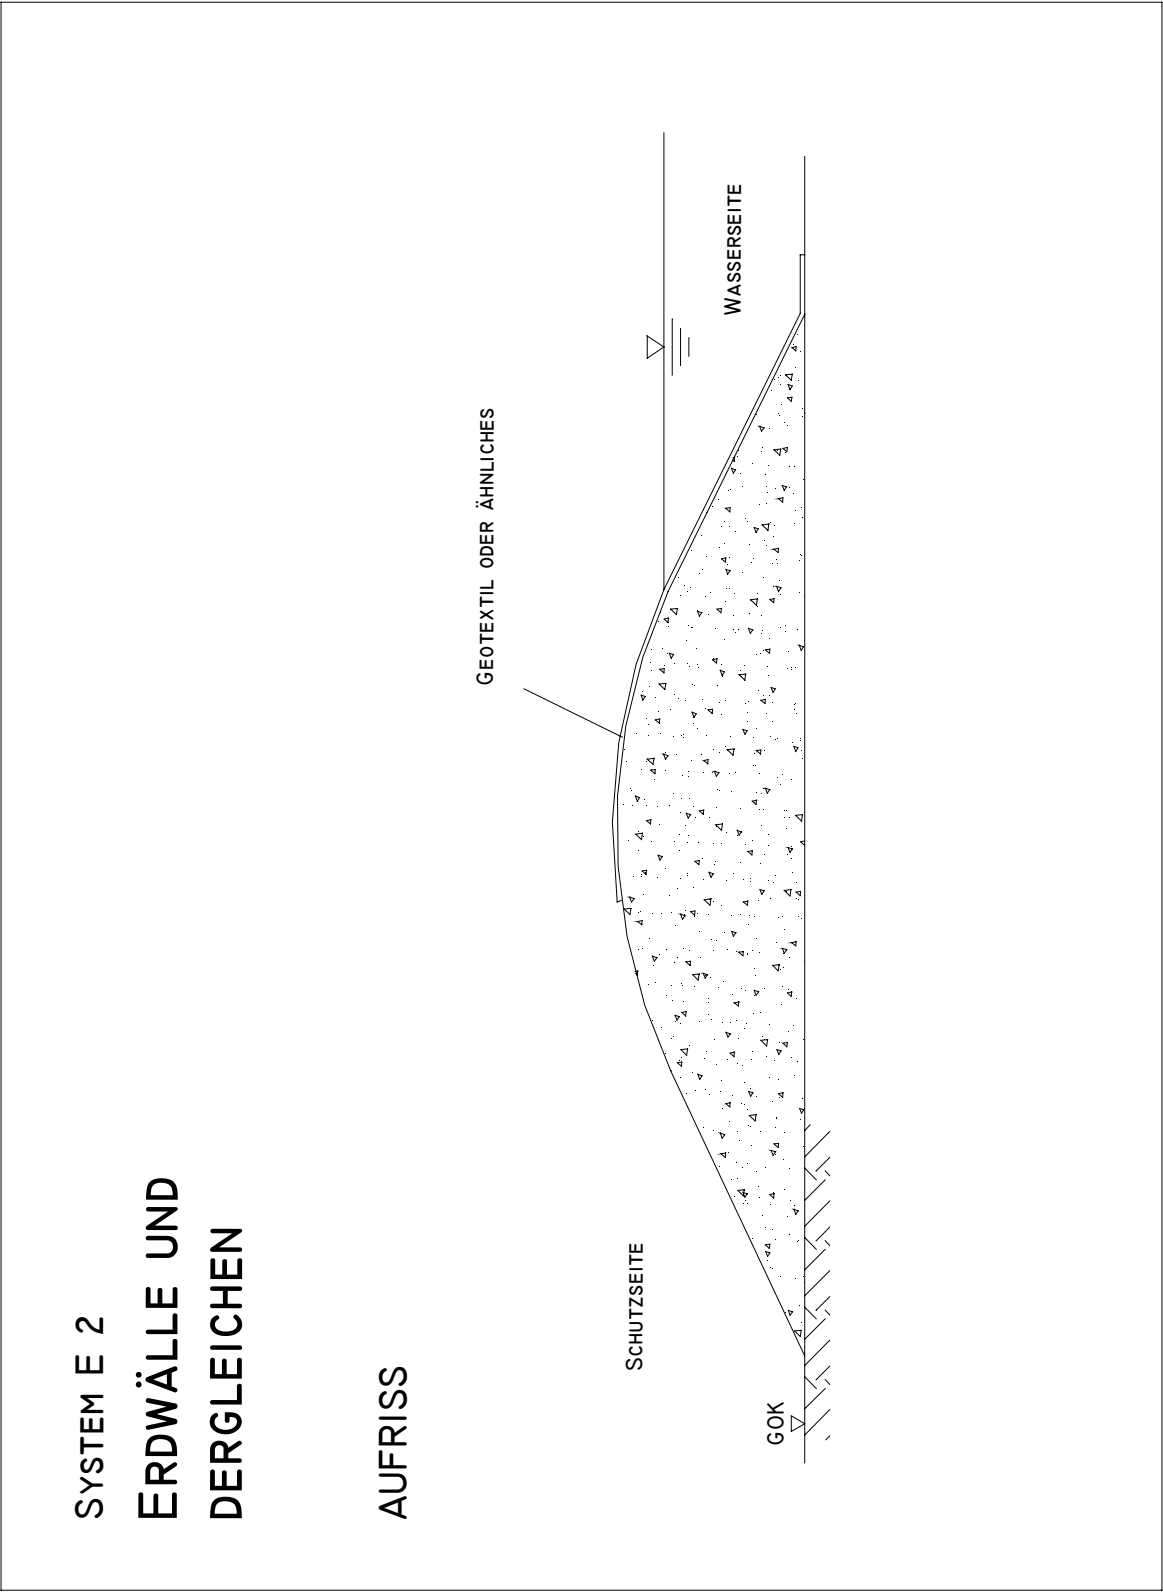 SYSTEM E 2
ERDWÄLLE UND
DERGLEICHEN
AUFRISS
GEOTEXTIL ODER ÄHNLICHES
SCHUTZSEITE
WASSERSEITE
GOK